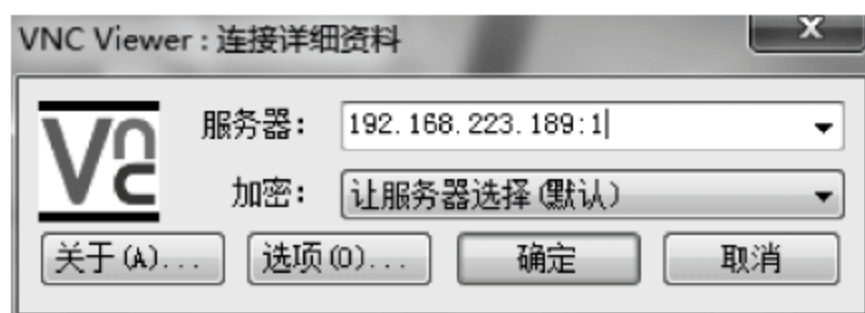 VNC Viewer : 连接详细资料
X
Vnc
服务器： 192.168.223.189:1
加密： 让服务器选择(默认)
关于(A)... 选项(O)... 确定 取消